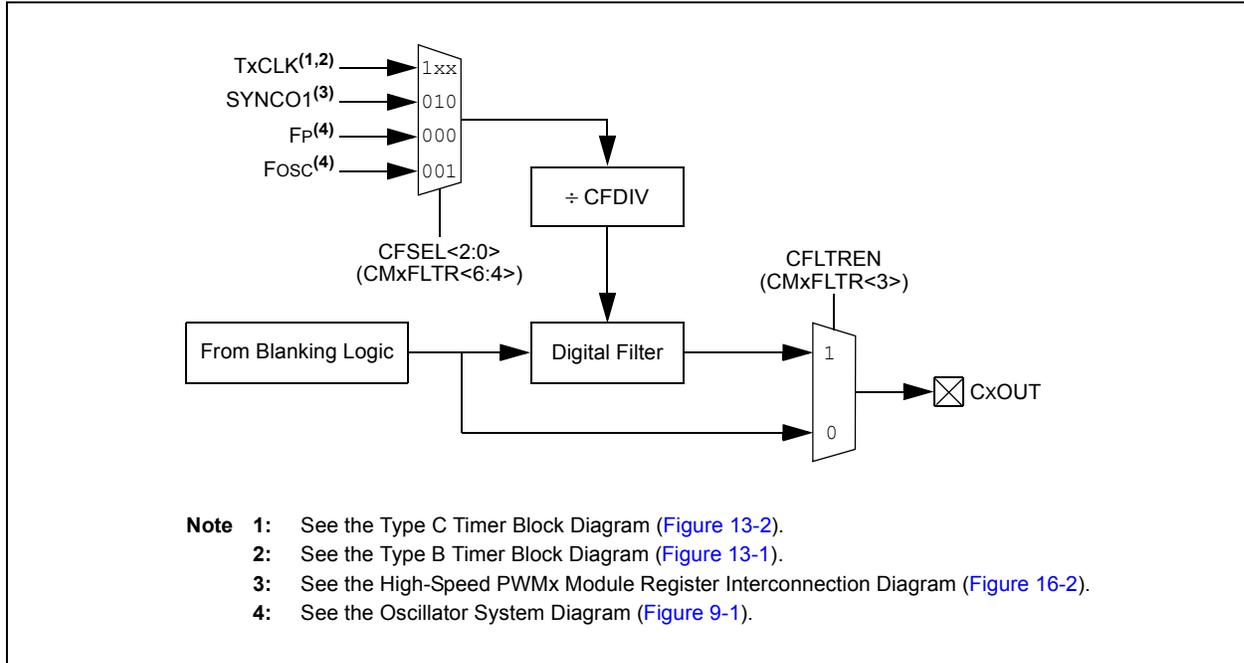 TxCLK(1,2)
SYNCO1(3)
FP(4)
FOSC(4)
1xx
010
000
001
÷ CFDIV
CFSEL<2:0>
(CMxFLTR<6:4>)
CFLTREN
(CMxFLTR<3>)
From Blanking Logic
Digital Filter
1
0
CxOUT
Note 1: See the Type C Timer Block Diagram (Figure 13-2).
2: See the Type B Timer Block Diagram (Figure 13-1).
3: See the High-Speed PWMx Module Register Interconnection Diagram (Figure 16-2).
4: See the Oscillator System Diagram (Figure 9-1).